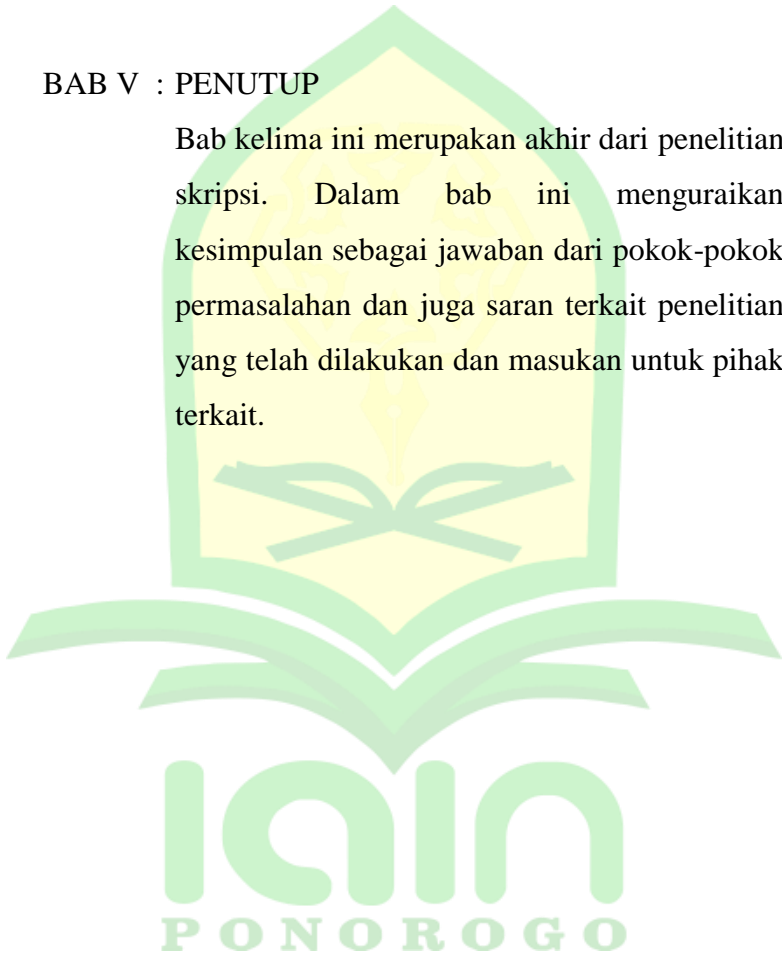 BAB V : PENUTUP
Bab kelima ini merupakan akhir dari penelitian
skripsi. Dalam bab ini menguraikan
kesimpulan sebagai jawaban dari pokok-pokok
permasalahan dan juga saran terkait penelitian
yang telah dilakukan dan masukan untuk pihak
terkait.
iain
PONOROGO